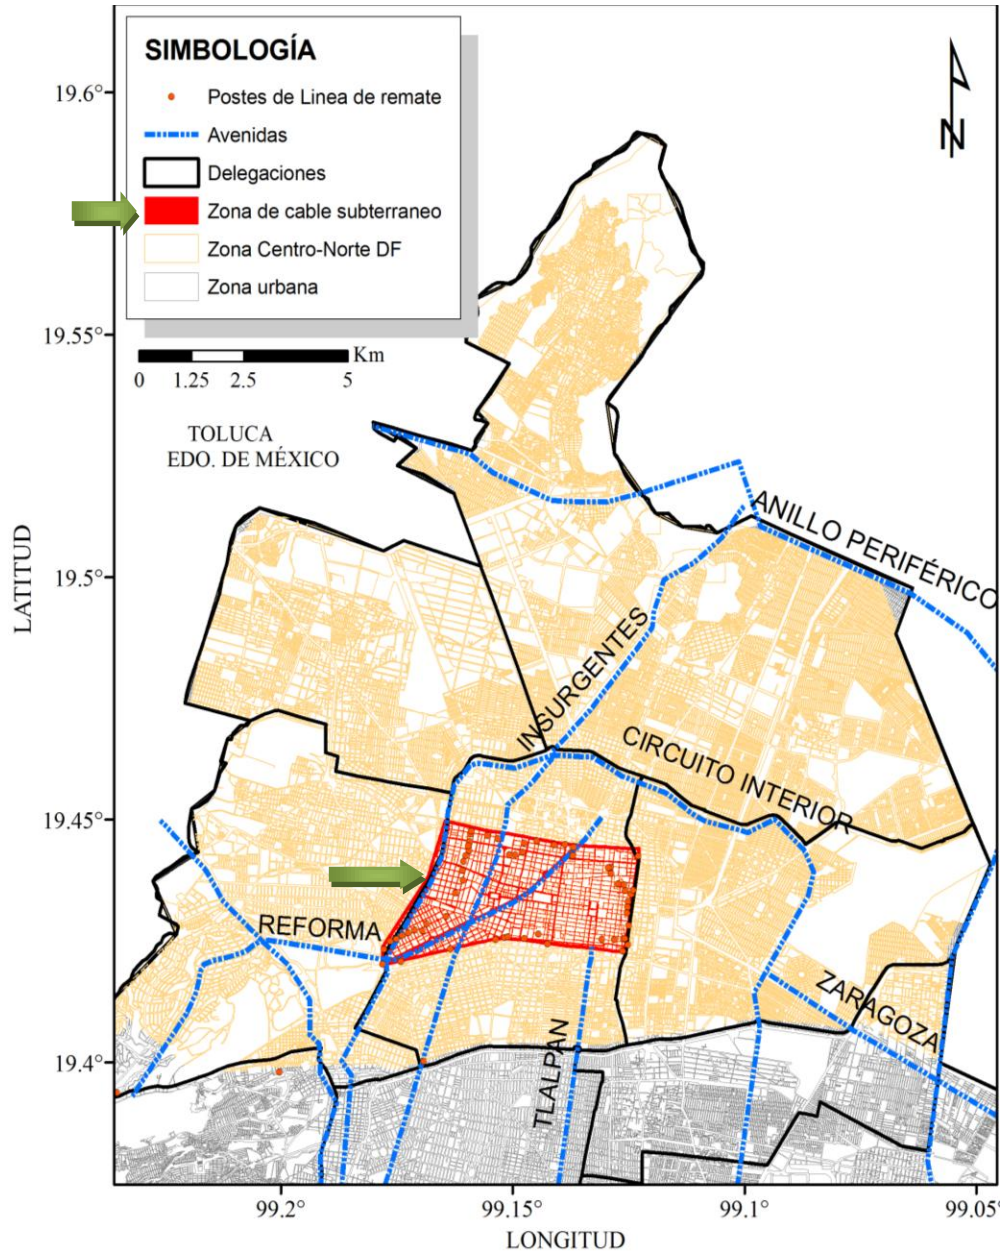 SIMBOLOGÍA
Postes de Linea de remate
Avenidas
Delegaciones
Zona de cable subterraneo
Zona Centro-Norte DF
Zona urbana
N
Km
0 1.25 2.5 5
TOLUCA
EDO. DE MÉXICO
19.6°
19.55°
19.5°
19.45°
19.4°
LATITUD
ANILLO PERIFÉRICO
INSURGENTES
CIRCUITO INTERIOR
REFORMA
ZARAGOZA
TLALPAN
99.2° 99.15° 99.1° 99.05°
LONGITUD